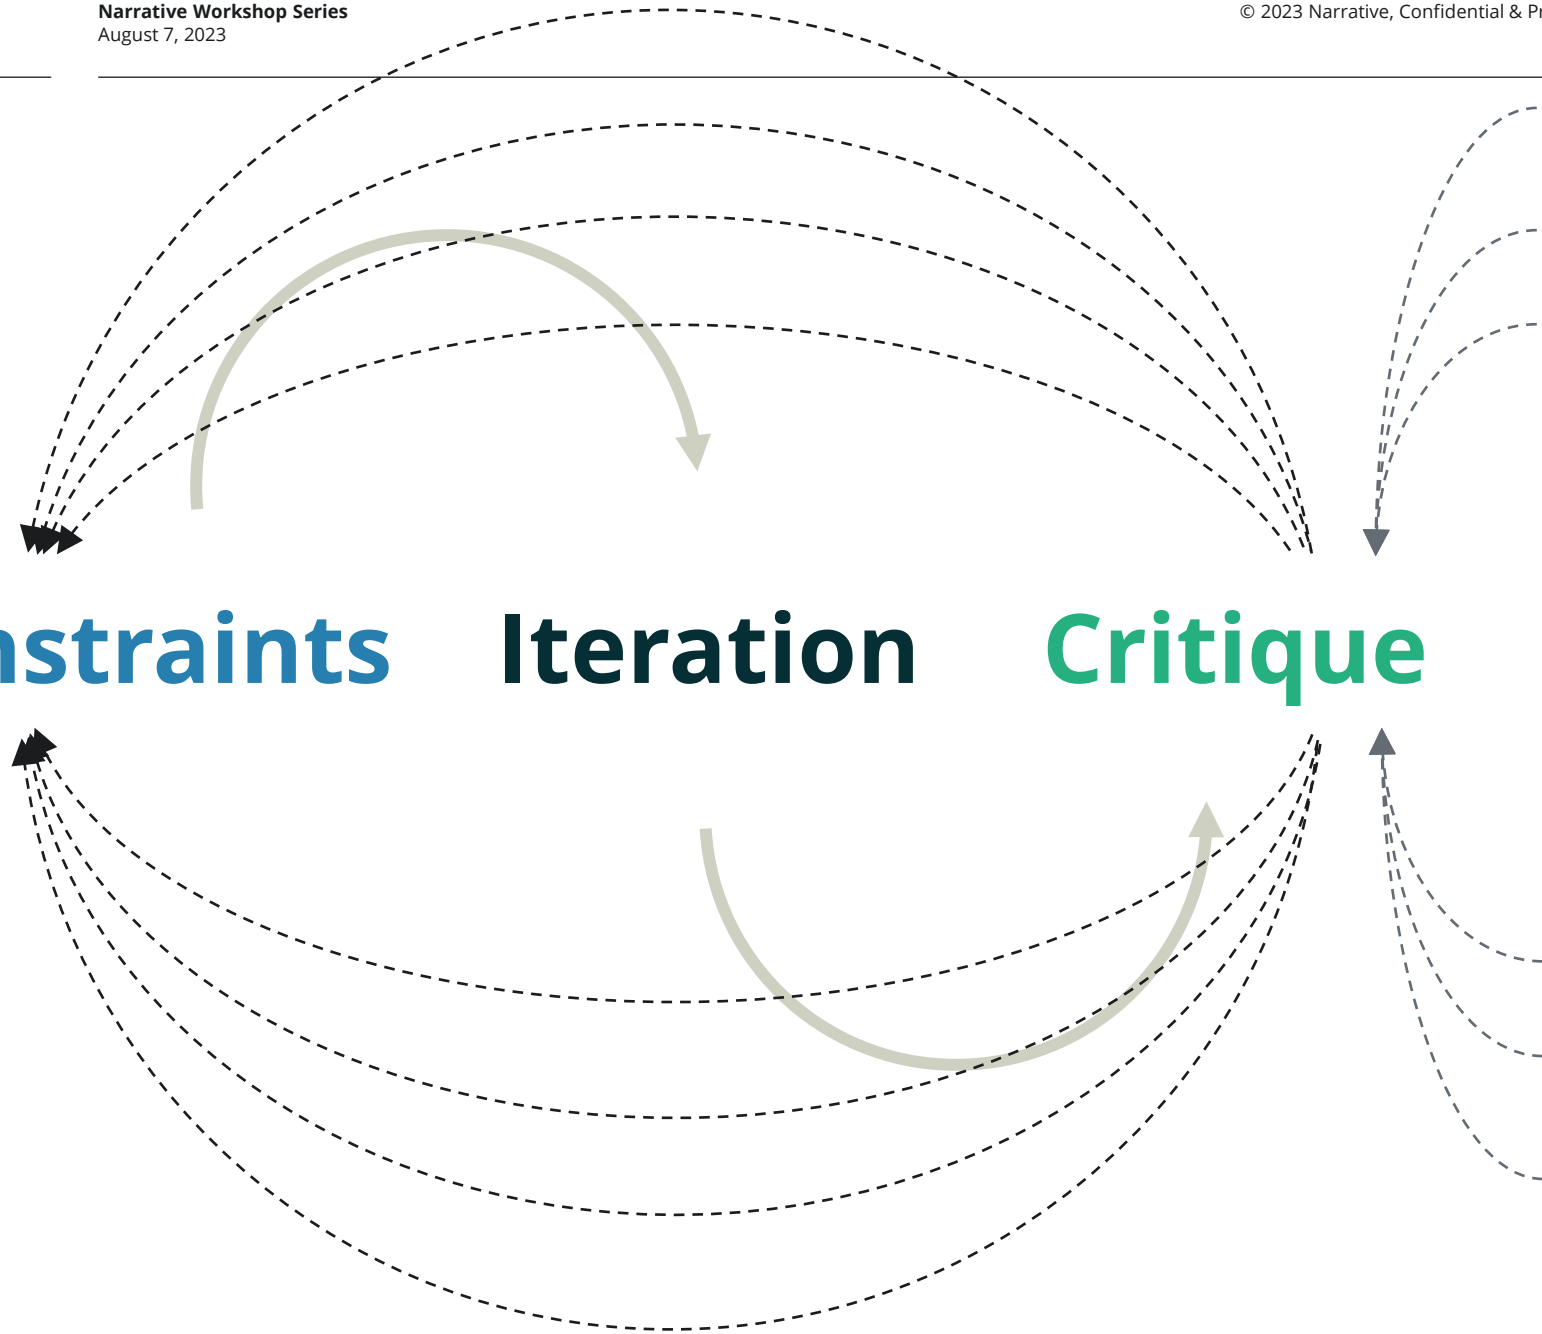 Narrative Workshop Series
August 7, 2023
© 2023 Narrative, Confidential &
nstraints Iteration Critique